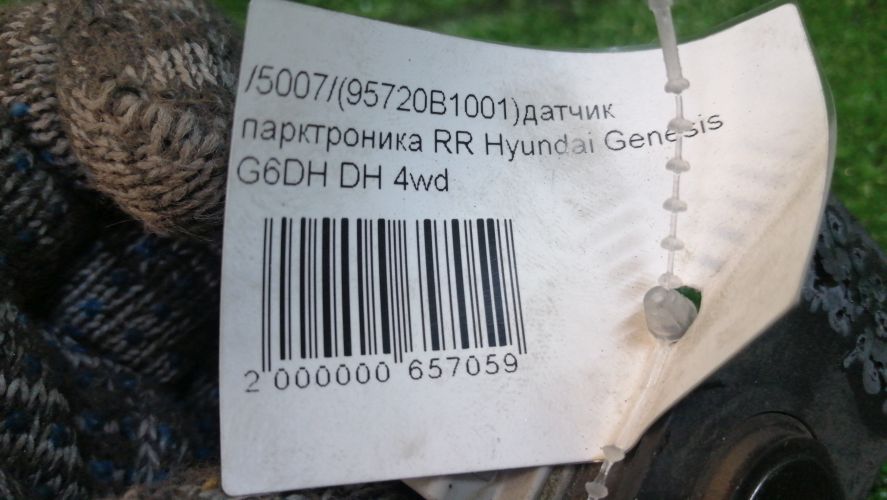 /5007/(95720B1001)датчик
парктроника RR Hyundai Genesis
G6DH DH 4wd
2 000000 657059